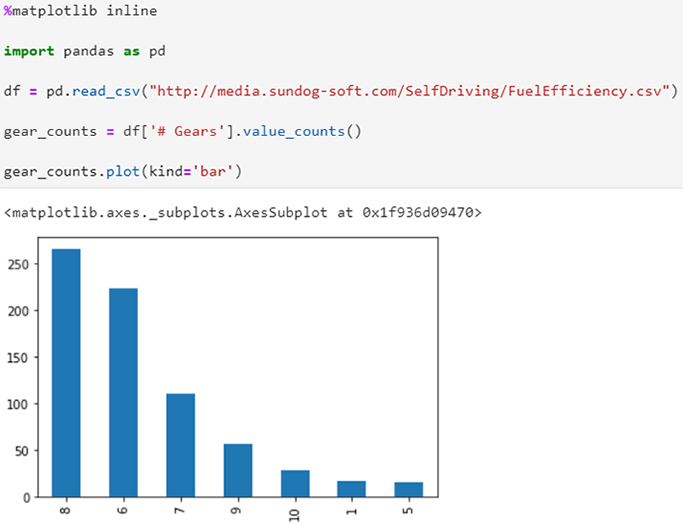 %matplotlib inline
import pandas as pd
df = pd.read_csv("http://media.sundog-soft.com/SelfDriving/FuelEfficiency.csv")
gear_counts = df['# Gears'].value_counts()
gear_counts.plot(kind='bar')
<matplotlib.axes._subplots.AxesSubplot at 0x1f936d09470>
250
200
150
100
50
0
8 6 7 9 10 1 5